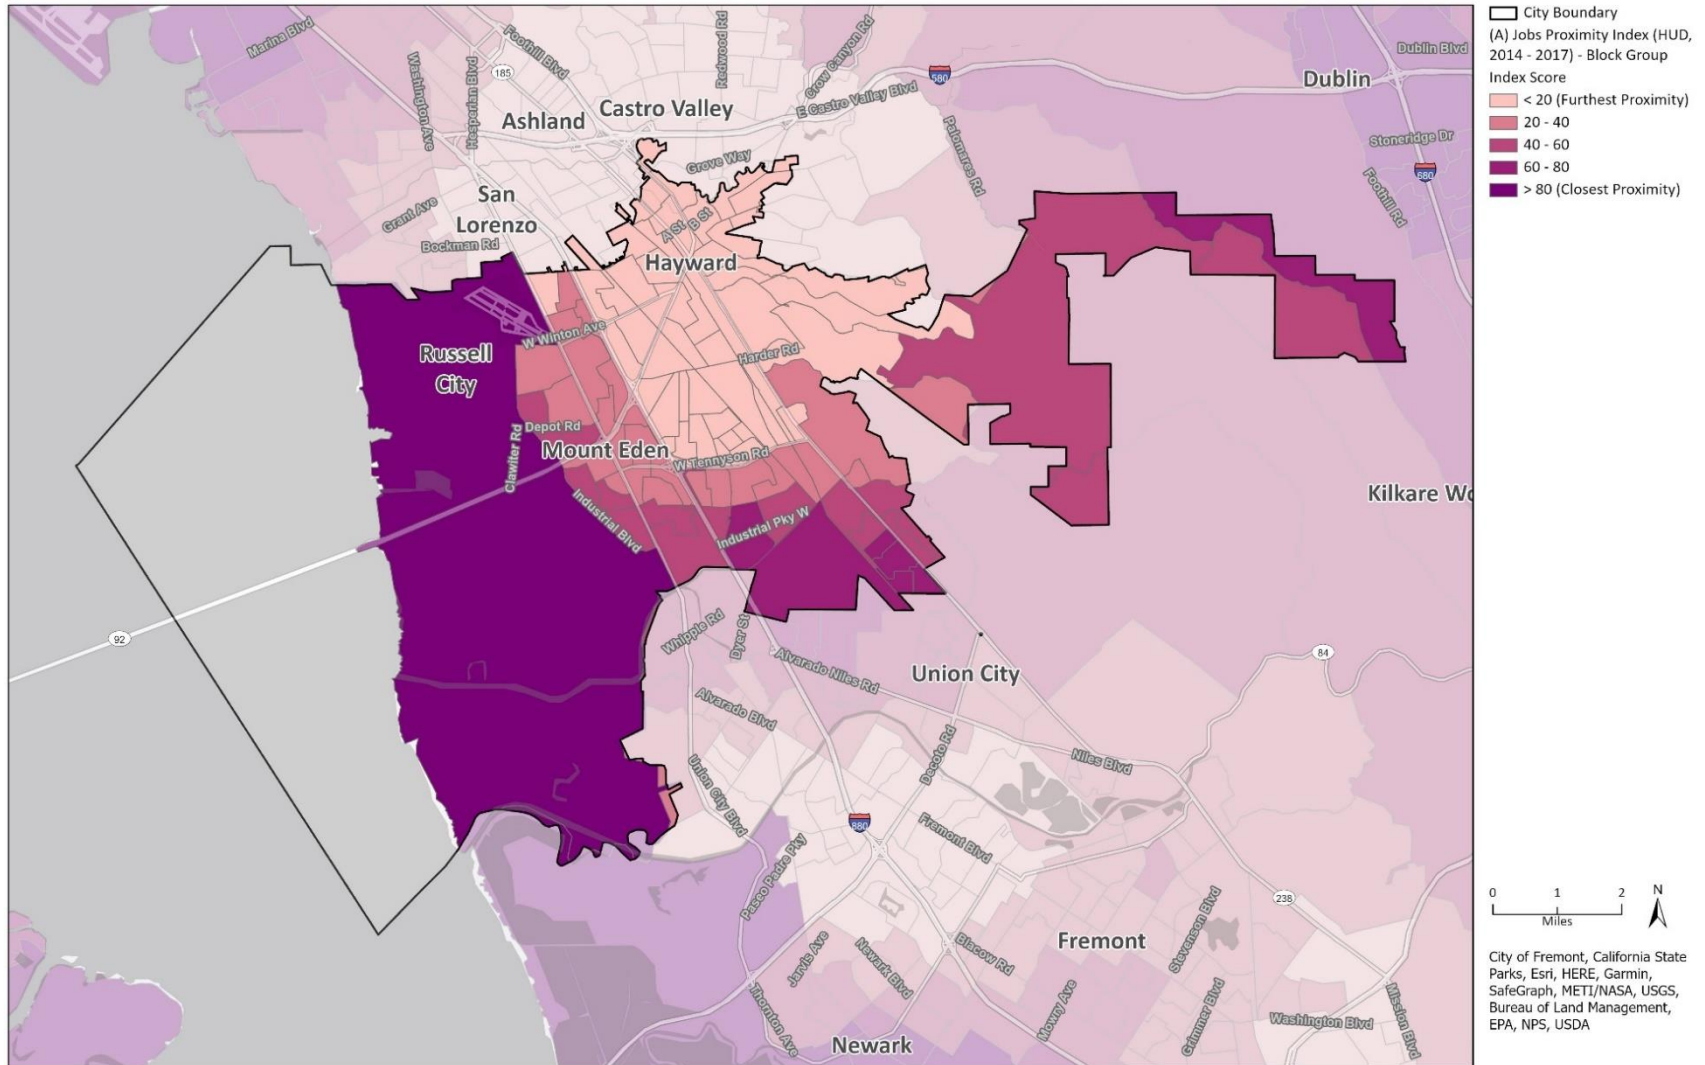 Marina Blvd
Foothill Blvd
Redwood Rd
Crow Canyon Rd
Dublin Blvd
Washington Ave
Hesperian Blvd
185
580
E Castro Valley Blvd
Dublin
Castro Valley
Ashland
Palomares Rd
Stoneridge Dr
680
Foothill Rd
Grove Way
San
Lorenzo
Grant Ave
Bockman Rd
A St
B St
Hayward
W Winton Ave
Russell
City
Harder Rd
Depot Rd
Clawiter Rd
Mount Eden
W Tennyson Rd
Industrial Blvd
Industrial Pky W
Kilkare Wo
92
Whipple Rd
Dyer St
Alvarado Niles Rd
Union City
84
Alvarado Blvd
Decoto Rd
Niles Blvd
Union City Blvd
880
Fremont Blvd
Paseo Padre Pky
238
Stevenson Blvd
Jarvis Ave
Newark Blvd
Blacow Rd
Fremont
Thornton Ave
Mowry Ave
Grimmer Blvd
Washington Blvd
Mission Blvd
Newark
City Boundary
(A) Jobs Proximity Index (HUD,
2014 - 2017) - Block Group
Index Score
< 20 (Furthest Proximity)
20 - 40
40 - 60
60 - 80
> 80 (Closest Proximity)
0 1 2
Miles
N
City of Fremont, California State
Parks, Esri, HERE, Garmin,
SafeGraph, METI/NASA, USGS,
Bureau of Land Management,
EPA, NPS, USDA